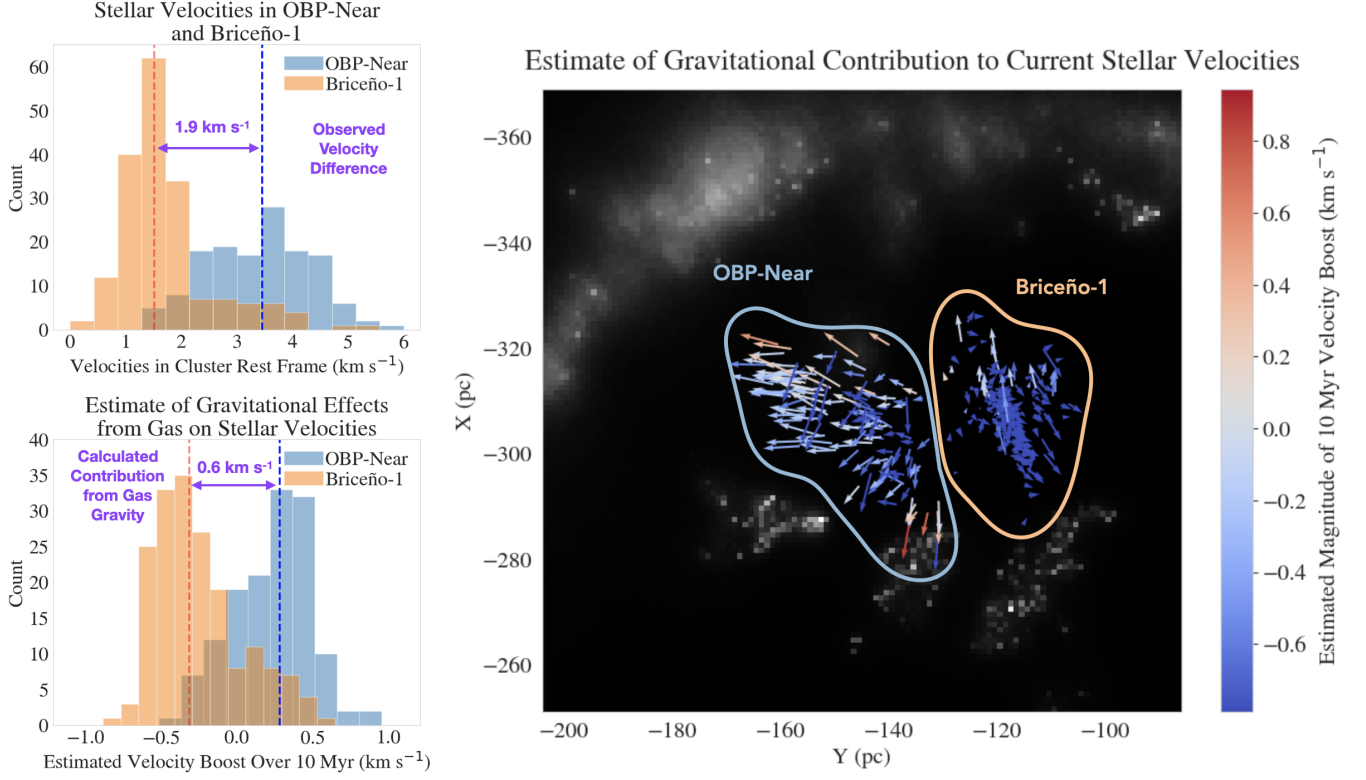 Stellar Velocities in OBP-Near
and Briceño-1
60
50
40
30
20
10
0
Count
OBP-Near
Briceño-1
1.9 km s⁻¹
Observed
Velocity
Difference
0 1 2 3 4 5 6
Velocities in Cluster Rest Frame (km s⁻¹)
Estimate of Gravitational Effects
from Gas on Stellar Velocities
40
35
30
25
20
15
10
5
0
Count
Calculated
Contribution
from Gas
Gravity
0.6 km s⁻¹
OBP-Near
Briceño-1
−1.0 −0.5 0.0 0.5 1.0
Estimated Velocity Boost Over 10 Myr (km s⁻¹)
Estimate of Gravitational Contribution to Current Stellar Velocities
−360
−340
−320
−300
−280
−260
X (pc)
OBP-Near
Briceño-1
−200 −180 −160 −140 −120 −100
Y (pc)
0.8
0.6
0.4
0.2
0.0
−0.2
−0.4
−0.6
Estimated Magnitude of 10 Myr Velocity Boost (km s⁻¹)